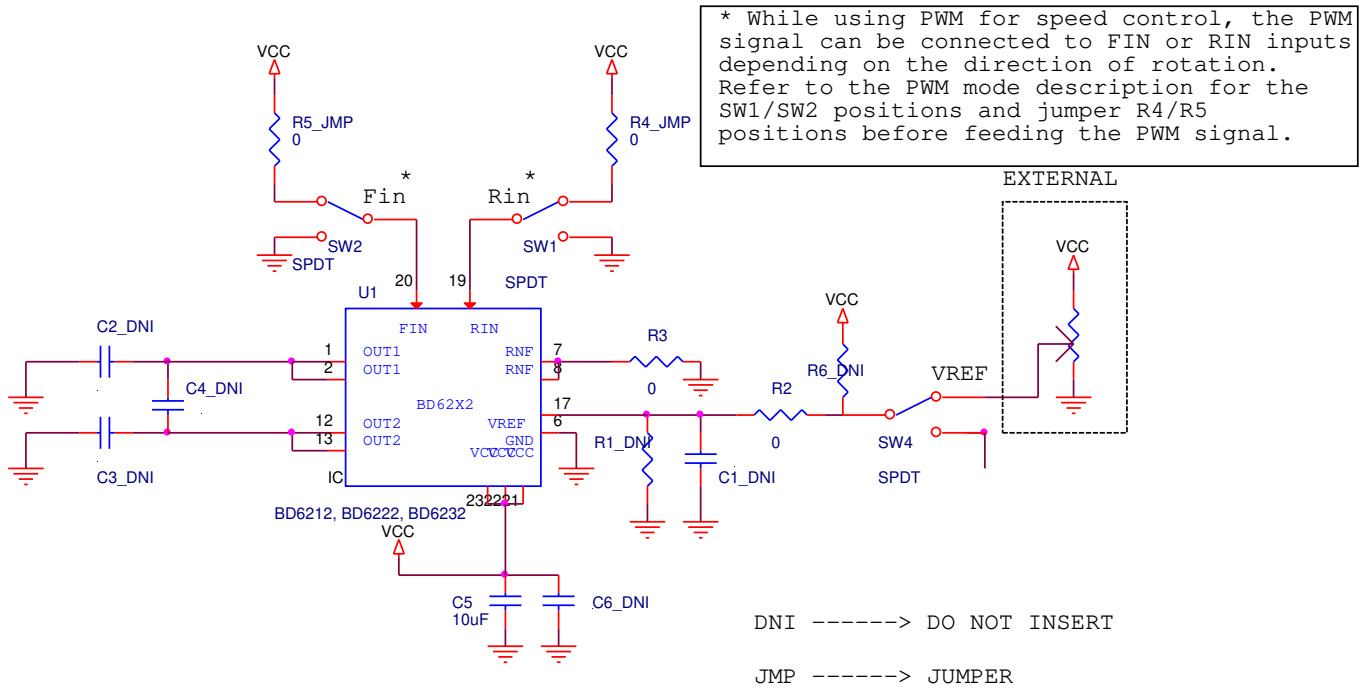 * While using PWM for speed control, the PWM
signal can be connected to FIN or RIN inputs
depending on the direction of rotation.
Refer to the PWM mode description for the
SW1/SW2 positions and jumper R4/R5
positions before feeding the PWM signal.
VCC
VCC
R5_JMP
0
R4_JMP
0
EXTERNAL
*
Fin
*
Rin
SW2
SPDT
SW1
SPDT
VCC
20
19
U1
VCC
FIN
RIN
C2_DNI
1
OUT1
2
OUT1
RNF
7
RNF
8
R3
0
C4_DNI
BD62X2
17
VREF
6
GND
VCC
VCC
VCC
12
OUT2
13
OUT2
R2
0
R6_DNI
VREF
SW4
SPDT
R1_DNI
C1_DNI
C3_DNI
IC
23
22
21
BD6212, BD6222, BD6232
VCC
C5
10uF
C6_DNI
DNI ------> DO NOT INSERT
JMP ------> JUMPER